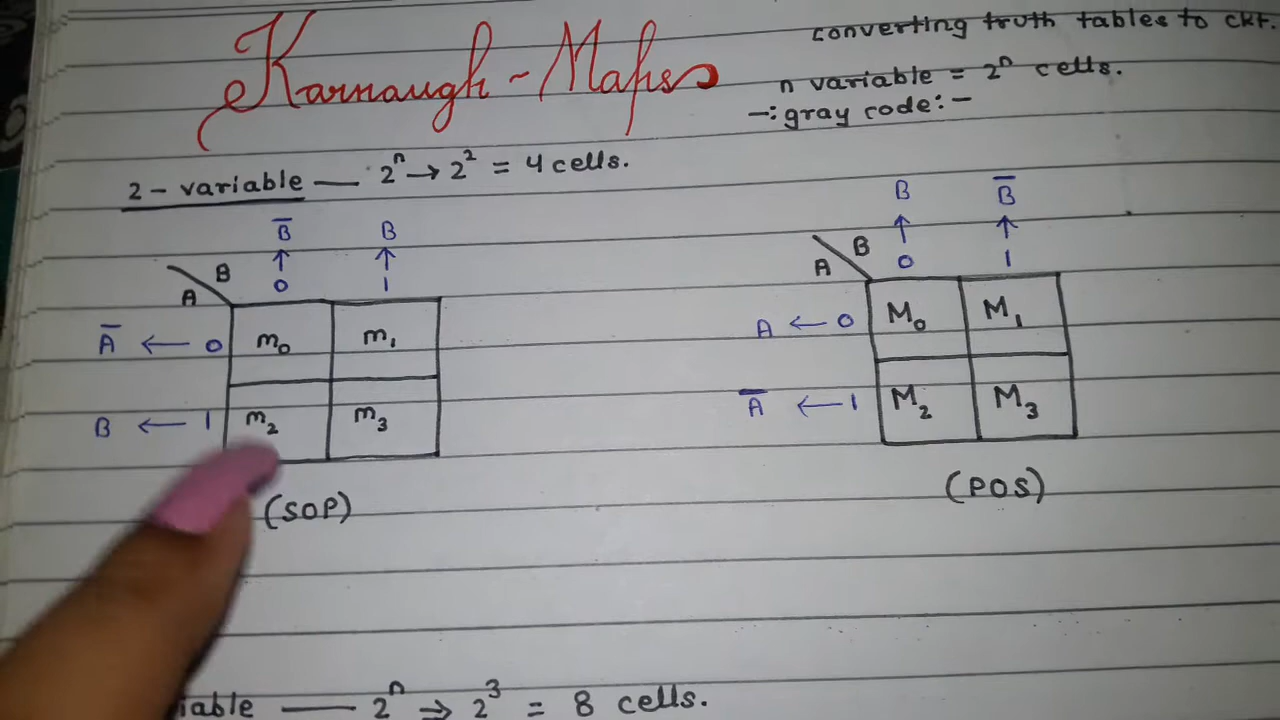 converting truth tables to ckt.
Karnaugh-Maps
n variable = 2ⁿ cells.
-:gray code:-
2-variable — 2ⁿ → 2² = 4 cells.
B̅ B
B B̅
B 0 1
A
B 0 1
A
A̅ ← 0 m₀ m₁
A ← 0 M₀ M₁
B ← 1 m₂ m₃
A̅ ← 1 M₂ M₃
(SOP)
(POS)
iable — 2ⁿ ⇒ 2³ = 8 cells.